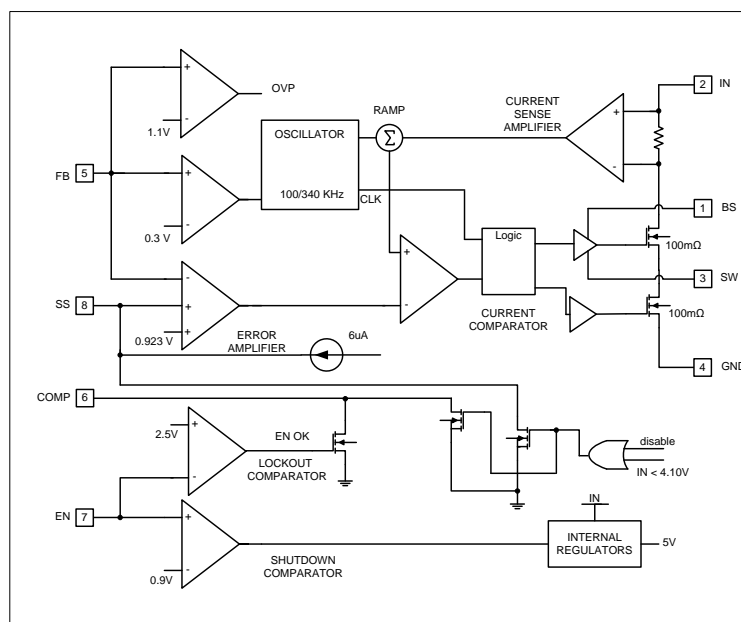 OVP
1.1V
RAMP
CURRENT
SENSE
AMPLIFIER
2
IN
OSCILLATOR
100/340 KHz
CLK
Σ
+
-
FB
5
+
-
+
-
0.3 V
Logic
1
BS
100mΩ
3
SW
100mΩ
4
GND
CURRENT
COMPARATOR
+
-
SS
8
-
+
+
0.923 V
ERROR
AMPLIFIER
6uA
COMP
6
2.5V
+
-
EN OK
LOCKOUT
COMPARATOR
disable
IN < 4.10V
EN
7
+
-
0.9V
SHUTDOWN
COMPARATOR
IN
INTERNAL
REGULATORS
5V